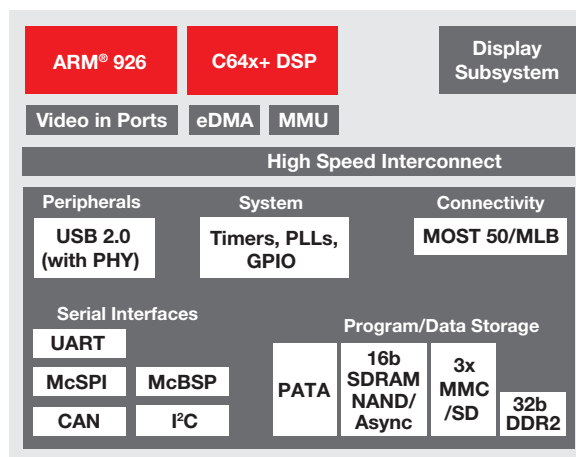 ARM® 926
C64x+ DSP
Display
Subsystem
Video in Ports
eDMA
MMU
High Speed Interconnect
Peripherals
USB 2.0
(with PHY)
System
Timers, PLLs,
GPIO
Connectivity
MOST 50/MLB
Serial Interfaces
UART
McSPI
McBSP
CAN
I²C
Program/Data Storage
PATA
16b
SDRAM
NAND/
Async
3x
MMC
/SD
32b
DDR2